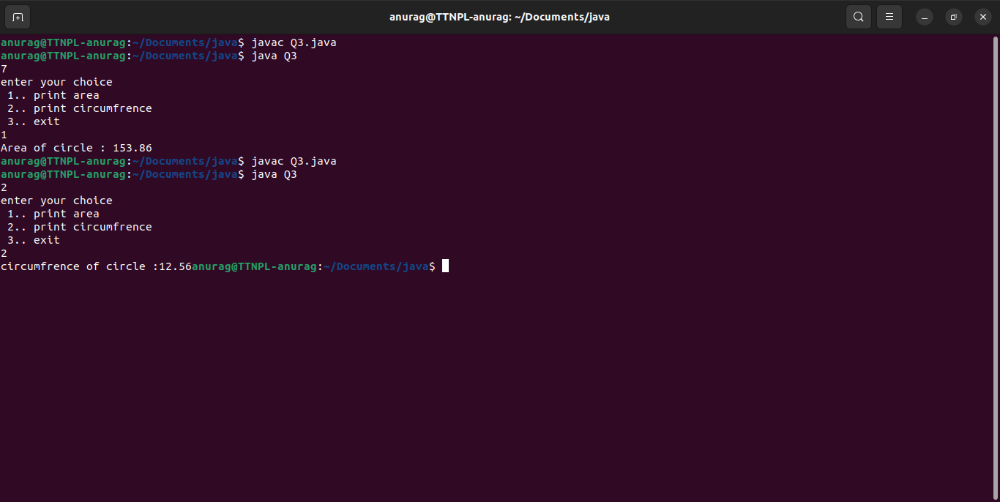 anurag@TTNPL-anurag: ~/Documents/java
anurag@TTNPL-anurag:~/Documents/java$ javac Q3.java
anurag@TTNPL-anurag:~/Documents/java$ java Q3
7
enter your choice
 1.. print area
 2.. print circumfrence
 3.. exit
1
Area of circle : 153.86
anurag@TTNPL-anurag:~/Documents/java$ javac Q3.java
anurag@TTNPL-anurag:~/Documents/java$ java Q3
2
enter your choice
 1.. print area
 2.. print circumfrence
 3.. exit
2
circumfrence of circle :12.56anurag@TTNPL-anurag:~/Documents/java$